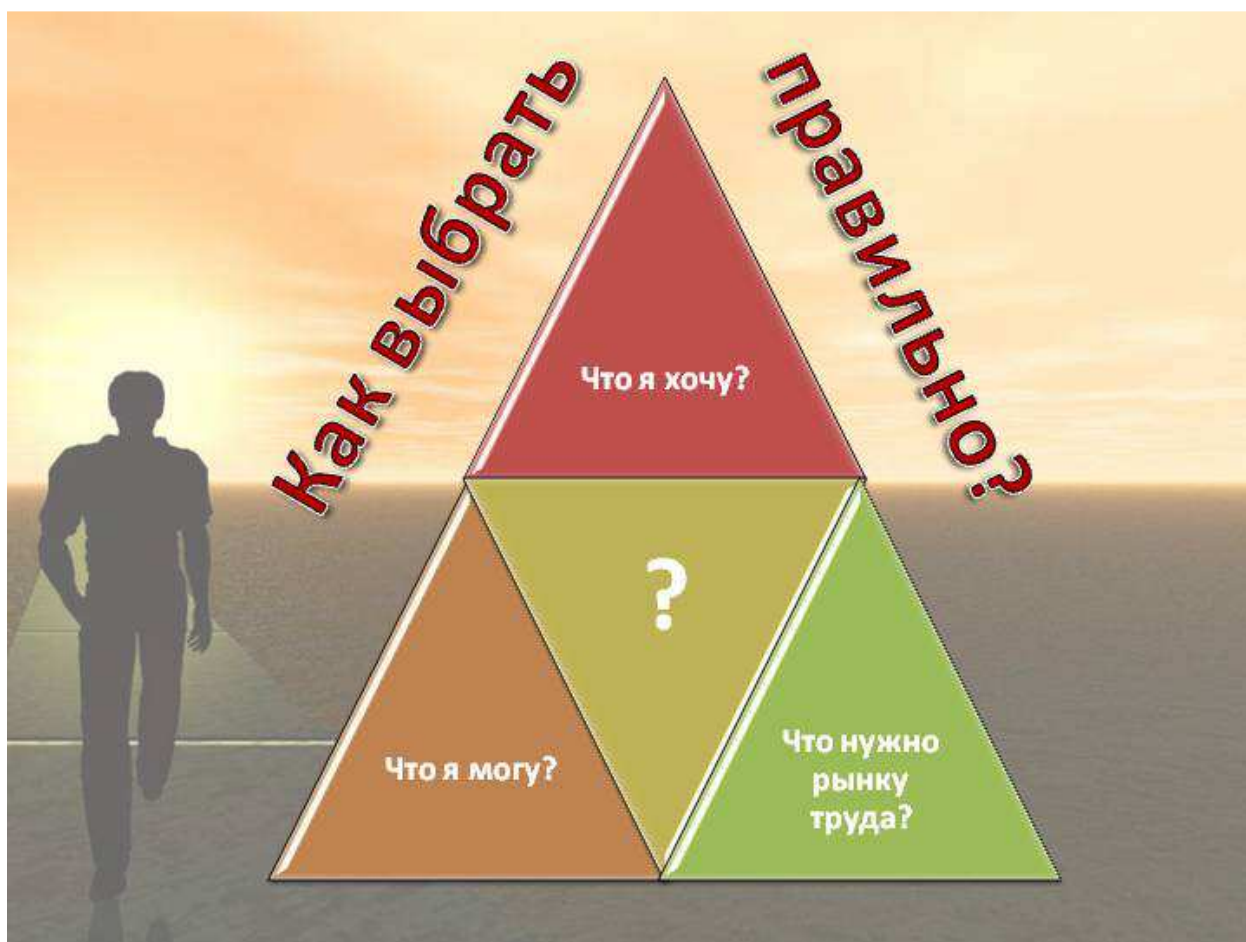 Как выбрать
правильно?
Что я хочу?
?
Что я могу?
Что нужно
рынку
труда?